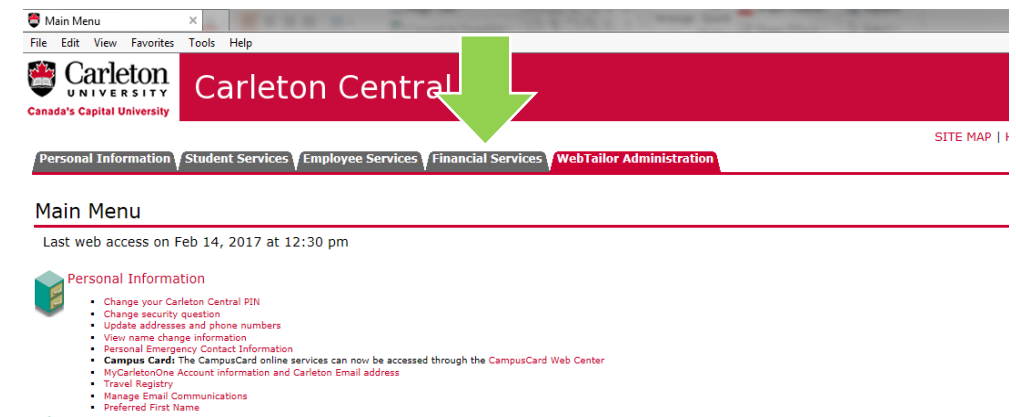 Main Menu
File Edit View Favorites Tools Help
Carleton
UNIVERSITY
Canada's Capital University
Carleton Central
SITE MAP |
Personal Information Student Services Employee Services Financial Services WebTailor Administration
Main Menu
Last web access on Feb 14, 2017 at 12:30 pm
Personal Information
Change your Carleton Central PIN
Change security question
Update addresses and phone numbers
View name change information
Personal Emergency Contact Information
Campus Card: The CampusCard online services can now be accessed through the CampusCard Web Center
MyCarletonOne Account information and Carleton Email address
Travel Registry
Manage Email Communications
Preferred First Name